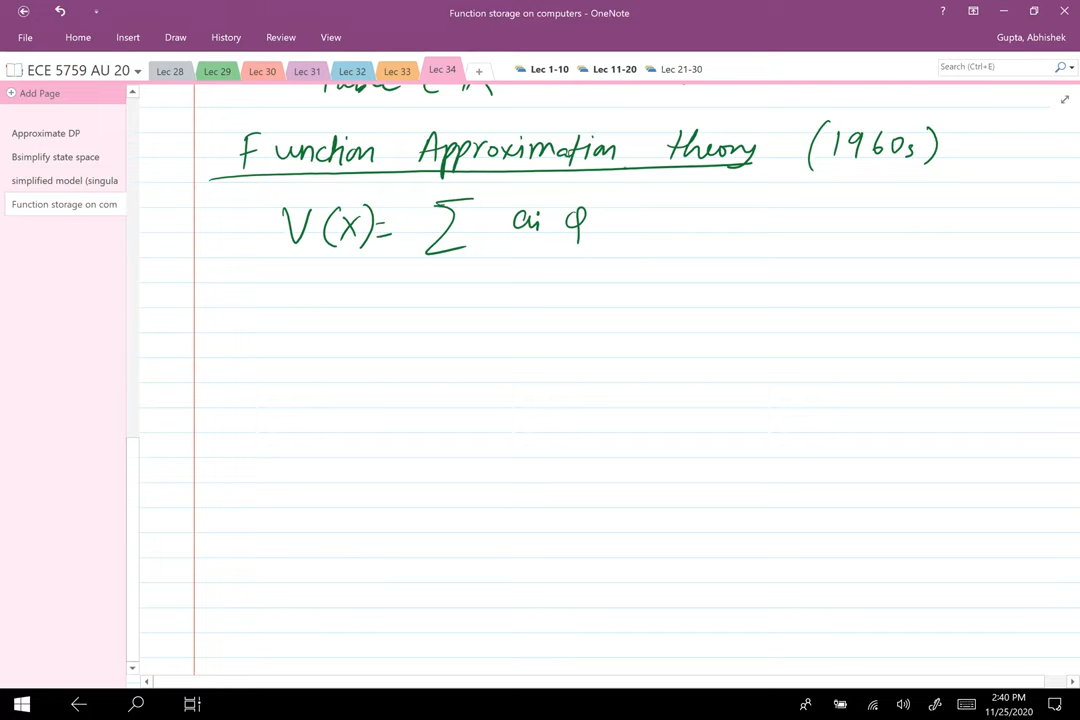 Function storage on computers - OneNote
File Home Insert Draw History Review View
Gupta, Abhishek
ECE 5759 AU 20
Lec 28 Lec 29 Lec 30 Lec 31 Lec 32 Lec 33 Lec 34
Lec 1-10 Lec 11-20 Lec 21-30
Search (Ctrl+E)
Add Page
Approximate DP
Bsimplify state space
simplified model (singula
Function storage on com
Function Approximation theory (1960s)
V(x)= ∑ ai φ
2:40 PM
11/25/2020